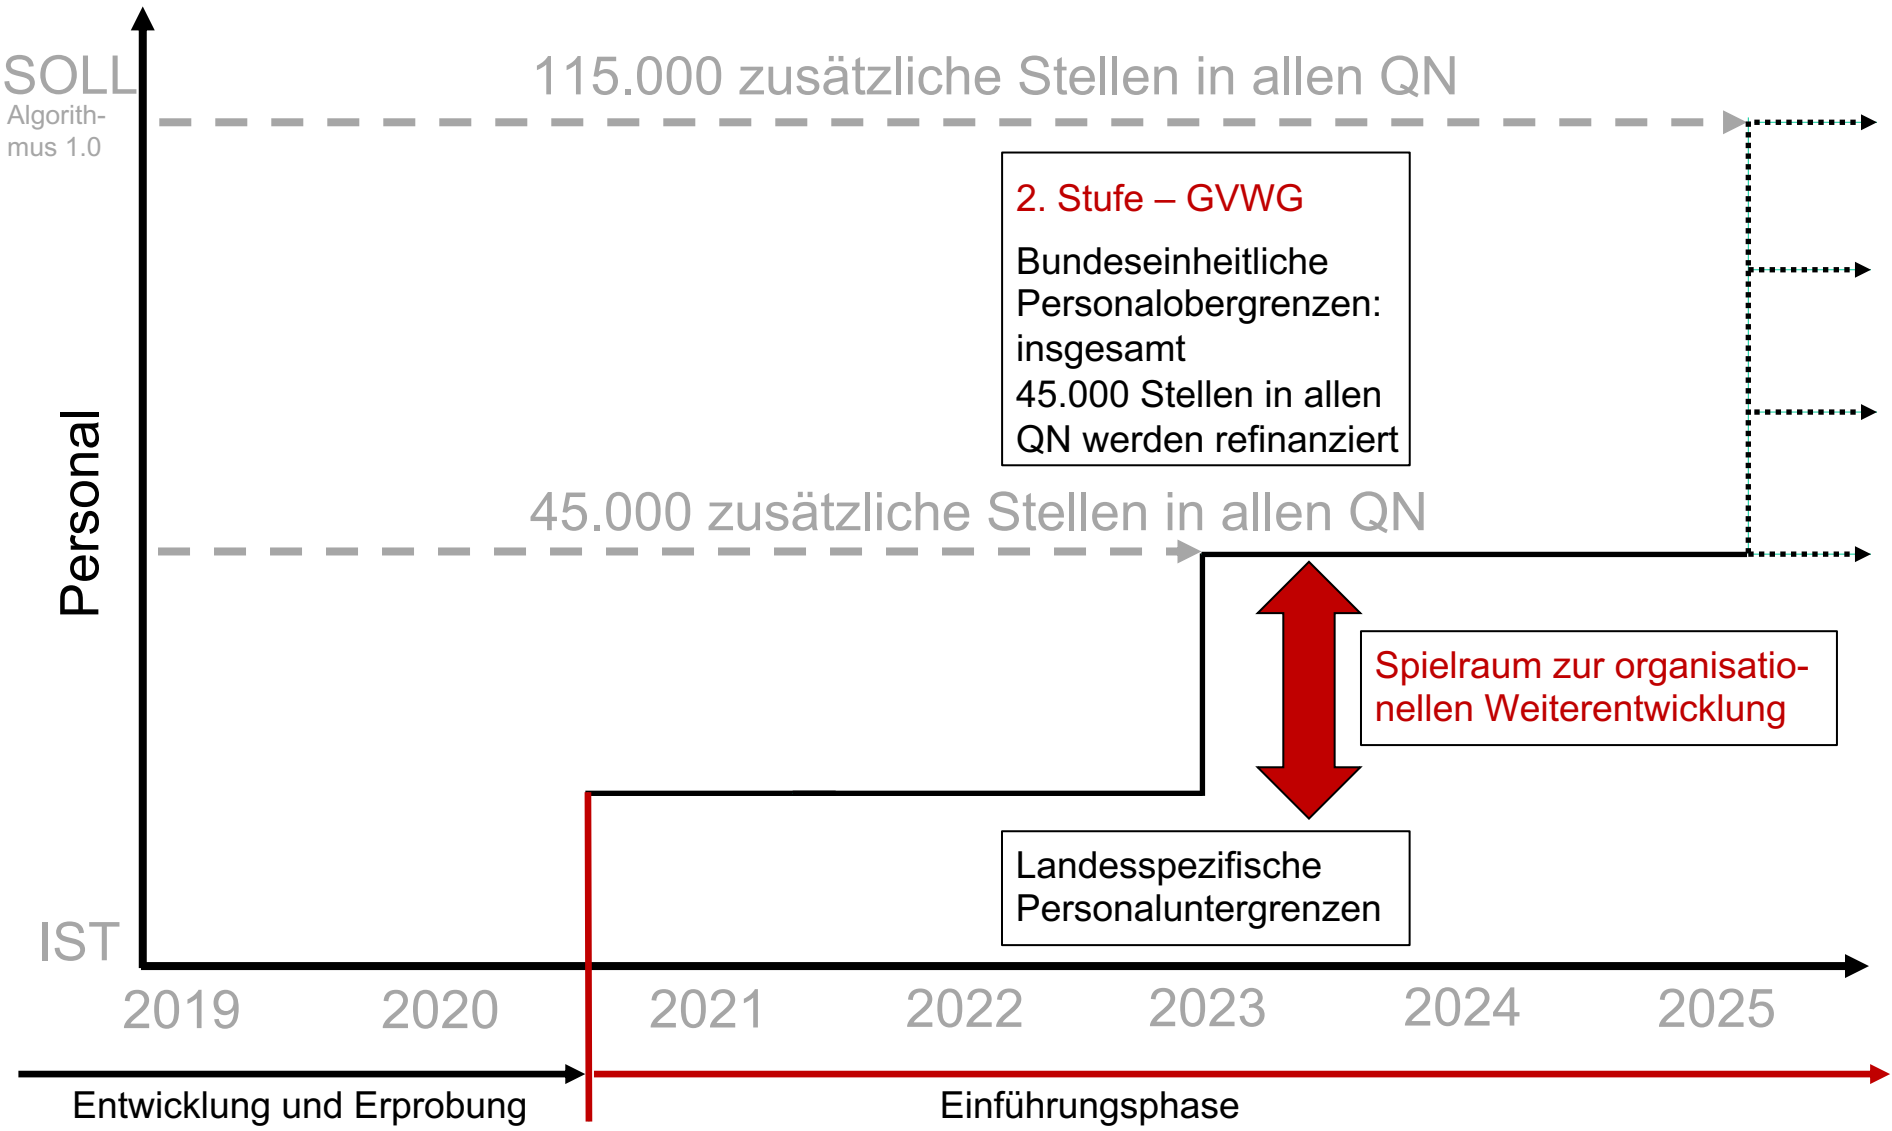 SOLL
Algorith-
mus 1.0
115.000 zusätzliche Stellen in allen QN
2. Stufe – GVWG
Bundeseinheitliche
Personalobergrenzen:
insgesamt
45.000 Stellen in allen
QN werden refinanziert
Personal
45.000 zusätzliche Stellen in allen QN
Spielraum zur organisatio-
nellen Weiterentwicklung
Landesspezifische
Personaluntergrenzen
IST
2019 2020 2021 2022 2023 2024 2025
Entwicklung und Erprobung Einführungsphase